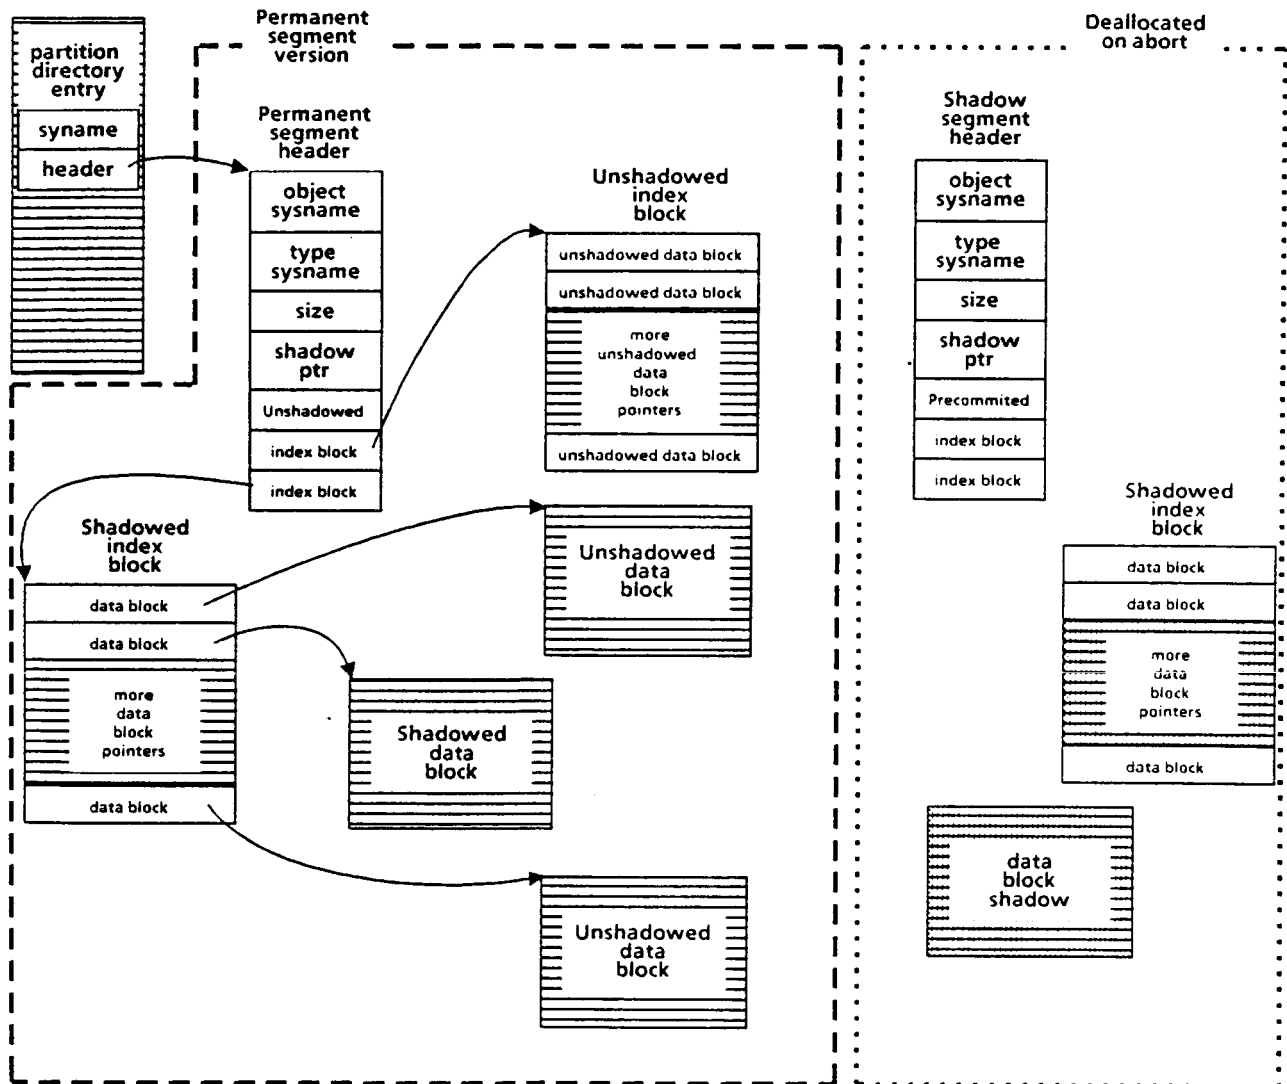 partition
directory
entry
syname
header
Permanent
segment
version
Permanent
segment
header
object
sysname
type
sysname
size
shadow
ptr
Unshadowed
index block
index block
Unshadowed
index
block
unshadowed data block
unshadowed data block
more
unshadowed
data
block
pointers
unshadowed data block
Shadowed
index
block
data block
data block
more
data
block
pointers
data block
Unshadowed
data
block
Shadowed
data
block
Unshadowed
data
block
Deallocated
on abort
Shadow
segment
header
object
sysname
type
sysname
size
shadow
ptr
Precommited
index block
index block
Shadowed
index
block
data block
data block
more
data
block
pointers
data block
data
block
shadow